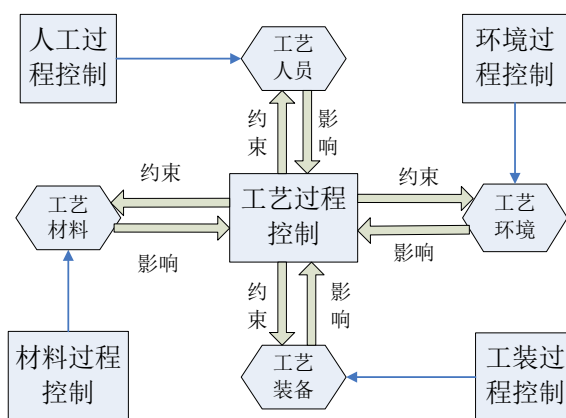 人工过
程控制
工艺
人员
环境过
程控制
约
束
影
响
约束
约束
工艺
材料
工艺过程
控制
工艺
环境
影响
影响
约
束
影
响
材料过程
控制
工艺
装备
工装过
程控制